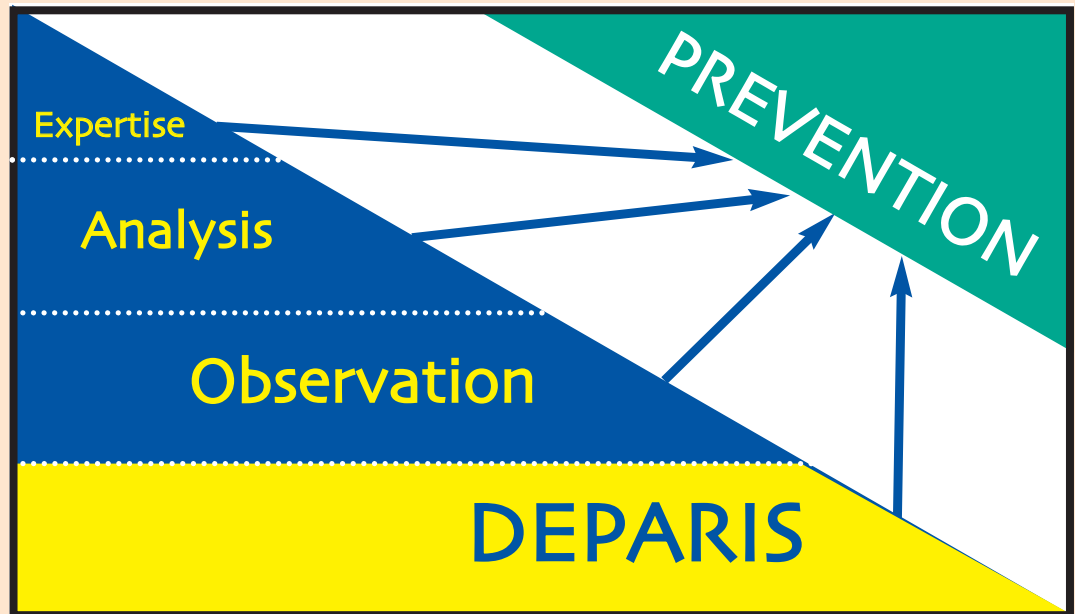 PREVENTION
Expertise
Analysis
Observation
DEPARIS